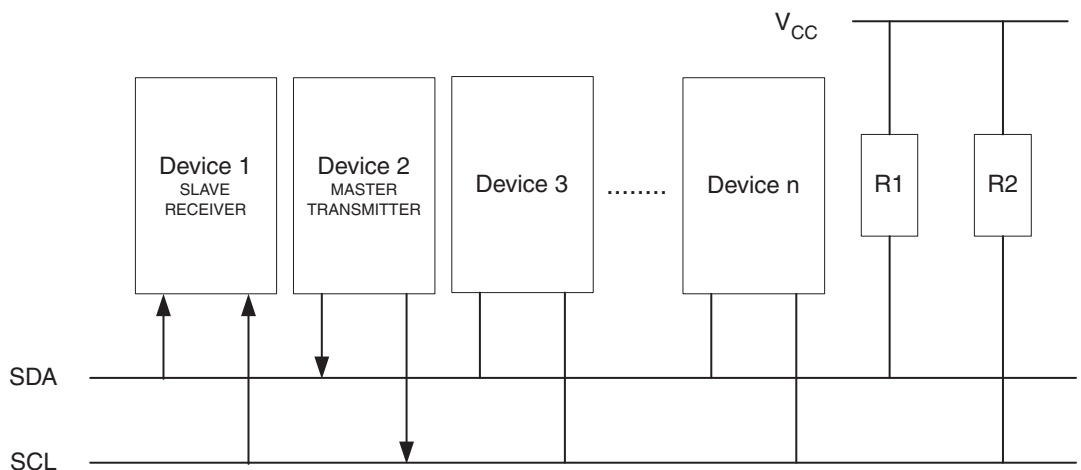 VCC
Device 1
SLAVE
RECEIVER
Device 2
MASTER
TRANSMITTER
Device 3
........
Device n
R1
R2
SDA
SCL